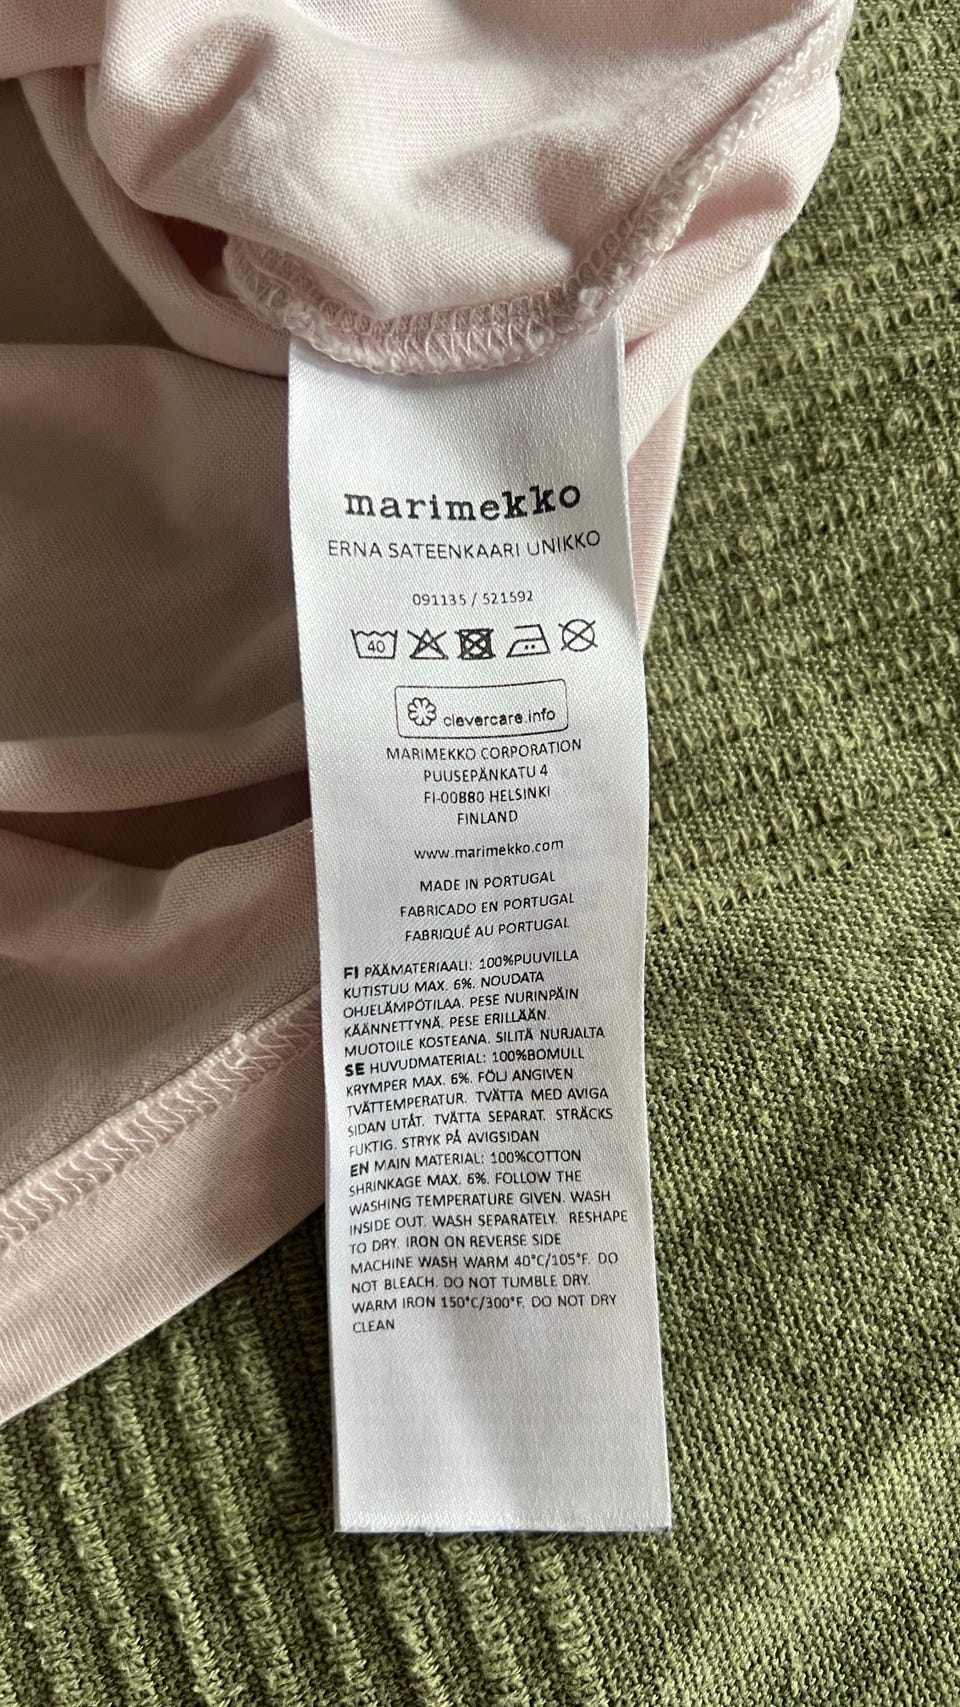 marimekko
ERNA SATEENKAARI UNIKKO
091135 / 521592
40
clevercare.info
MARIMEKKO CORPORATION
PUUSEPÄNKATU 4
FI-00880 HELSINKI
FINLAND
www.marimekko.com
MADE IN PORTUGAL
FABRICADO EN PORTUGAL
FABRIQUÉ AU PORTUGAL
FI PÄÄMATERIAALI: 100%PUUVILLA
KUTISTUU MAX. 6%. NOUDATA
OHJELÄMPÖTILAA. PESE NURINPÄIN
KÄÄNNETTYNÄ. PESE ERILLÄÄN.
MUOTOILE KOSTEANA. SILITÄ NURJALTA
SE HUVUDMATERIAL: 100%BOMULL
KRYMPER MAX. 6%. FÖLJ ANGIVEN
TVÄTTEMPERATUR. TVÄTTA MED AVIGA
SIDAN UTÅT. TVÄTTA SEPARAT. STRÄCKS
FUKTIG. STRYK PÅ AVIGSIDAN
EN MAIN MATERIAL: 100%COTTON
SHRINKAGE MAX. 6%. FOLLOW THE
WASHING TEMPERATURE GIVEN. WASH
INSIDE OUT. WASH SEPARATELY. RESHAPE
TO DRY. IRON ON REVERSE SIDE
MACHINE WASH WARM 40°C/105°F. DO
NOT BLEACH. DO NOT TUMBLE DRY.
WARM IRON 150°C/300°F. DO NOT DRY
CLEAN